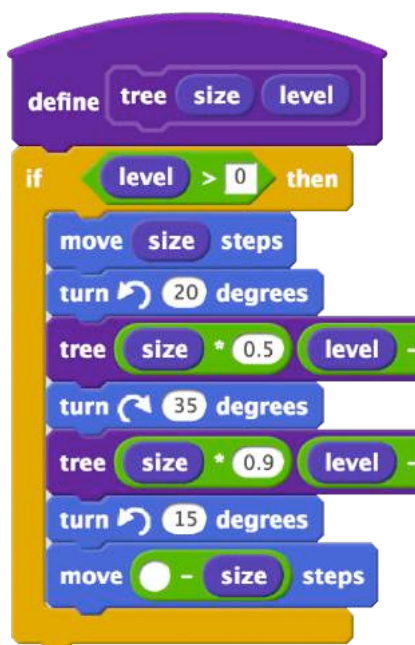 define tree size level
if level > 0 then
move size steps
turn ↶ 20 degrees
tree size * 0.5 level -
turn ↷ 35 degrees
tree size * 0.9 level -
turn ↶ 15 degrees
move - size steps